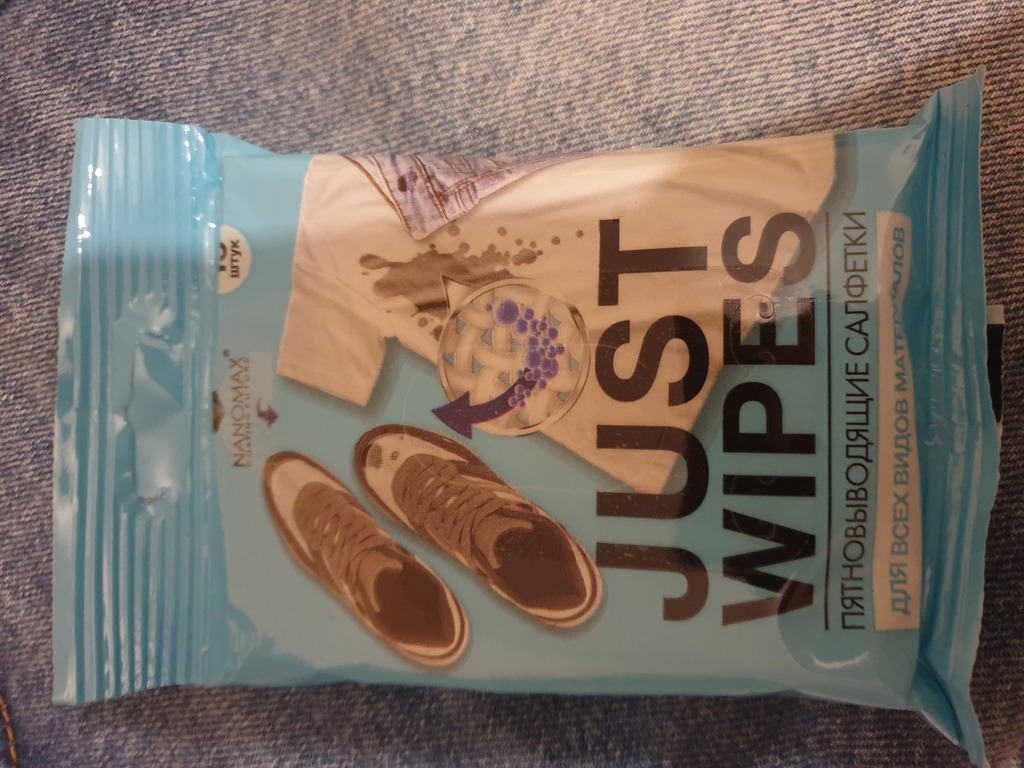 штук
NANOMAX®
JUST
WIPES
ПЯТНОВЫВОДЯЩИЕ САЛФЕТКИ
ДЛЯ ВСЕХ ВИДОВ МАТЕРИАЛОВ